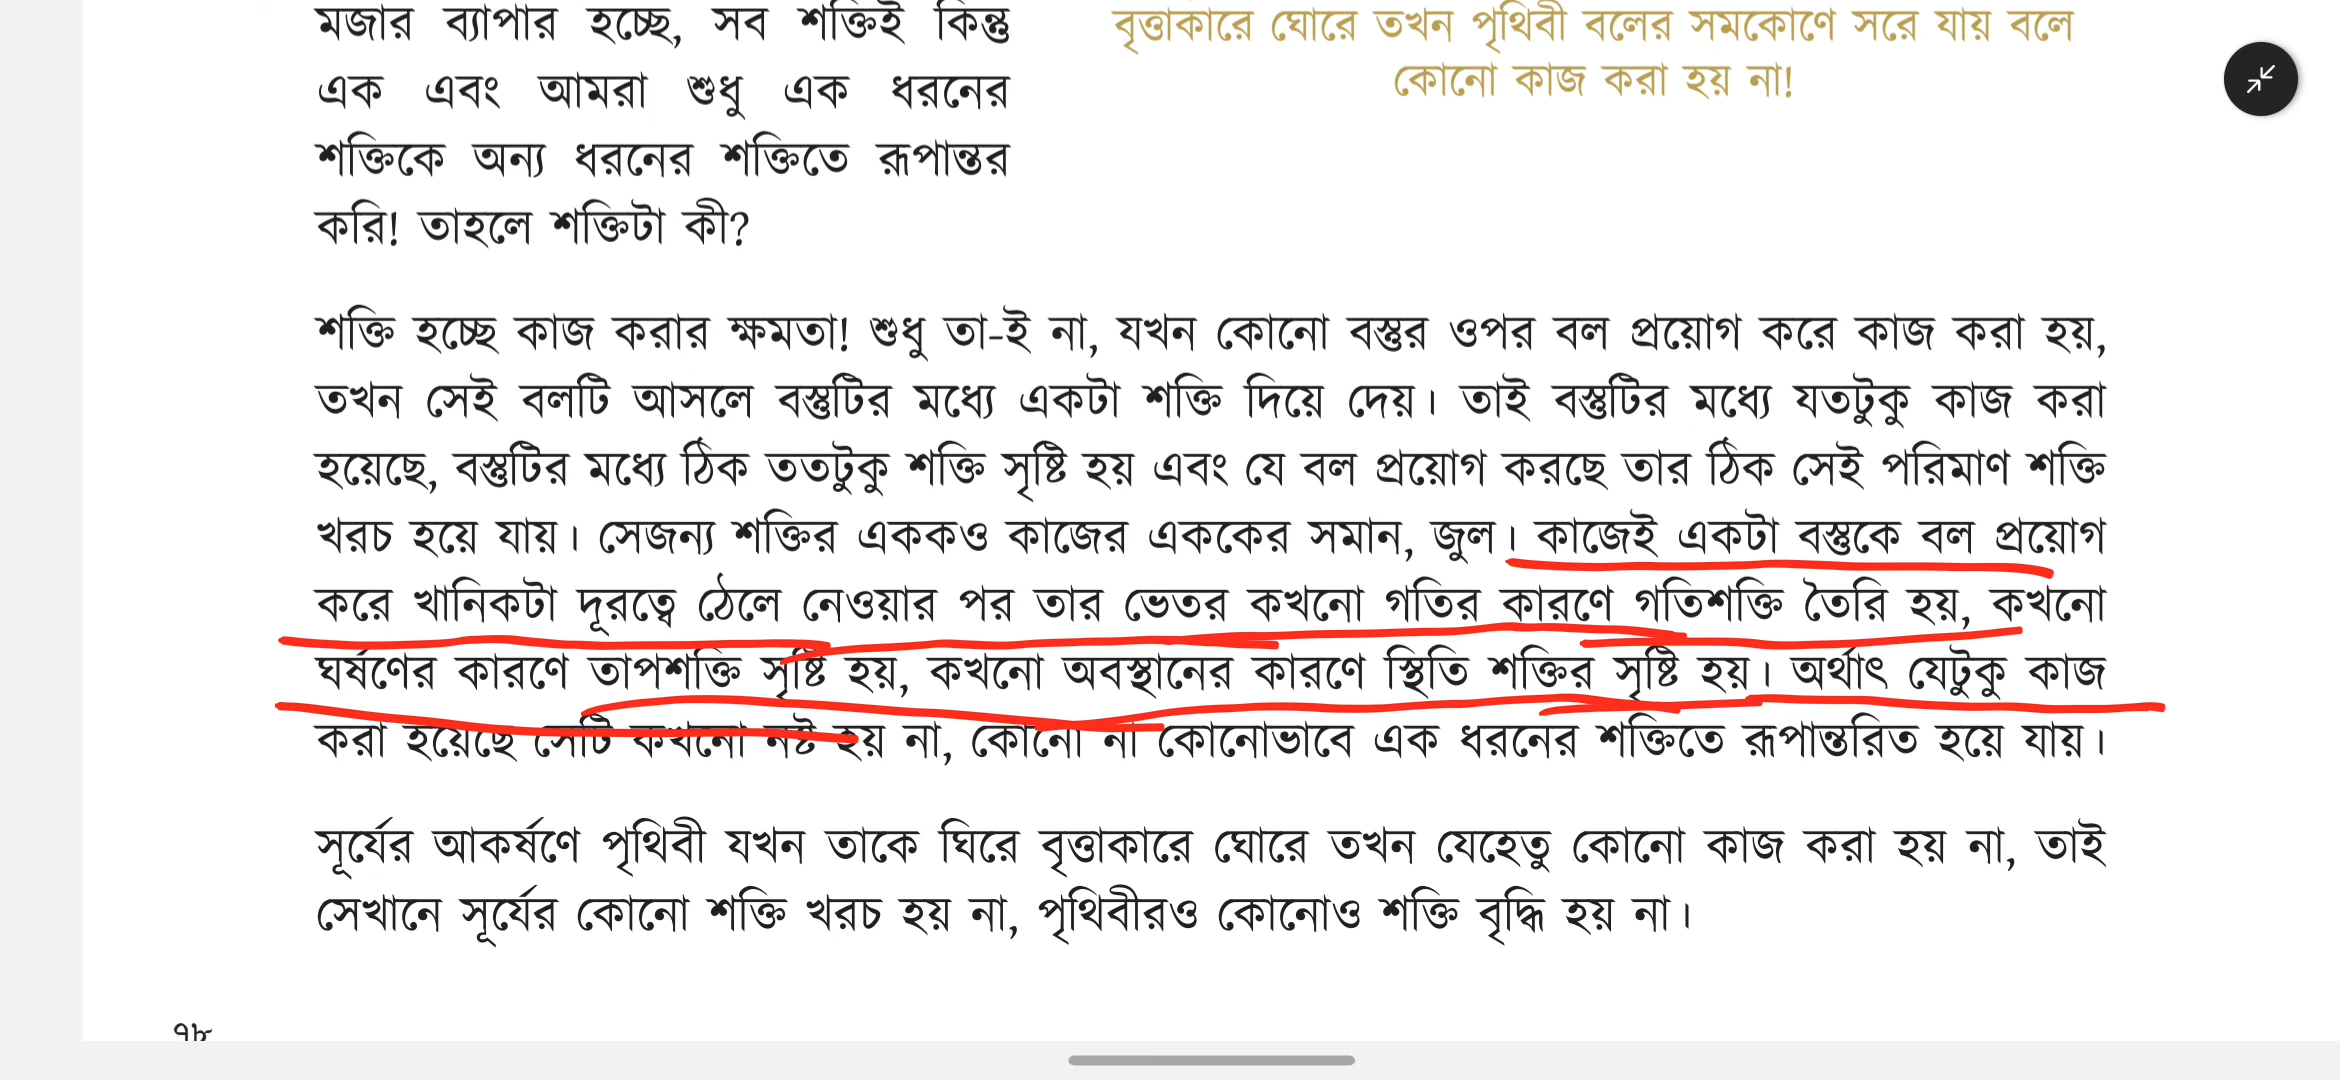 মজার ব্যাপার হচ্ছে, সব শক্তিই কিন্তু
এক এবং আমরা শুধু এক ধরনের
শক্তিকে অন্য ধরনের শক্তিতে রূপান্তর
করি! তাহলে শক্তিটা কী?
বৃত্তাকারে ঘোরে তখন পৃথিবী বলের সমকোণে সরে যায় বলে
কোনো কাজ করা হয় না!
শক্তি হচ্ছে কাজ করার ক্ষমতা! শুধু তা-ই না, যখন কোনো বস্তুর ওপর বল প্রয়োগ করে কাজ করা হয়,
তখন সেই বলটি আসলে বস্তুটির মধ্যে একটা শক্তি দিয়ে দেয়। তাই বস্তুটির মধ্যে যতটুকু কাজ করা
হয়েছে, বস্তুটির মধ্যে ঠিক ততটুকু শক্তি সৃষ্টি হয় এবং যে বল প্রয়োগ করছে তার ঠিক সেই পরিমাণ শক্তি
খরচ হয়ে যায়। সেজন্য শক্তির এককও কাজের এককের সমান, জুল। কাজেই একটা বস্তুকে বল প্রয়োগ
করে খানিকটা দূরত্বে ঠেলে নেওয়ার পর তার ভেতর কখনো গতির কারণে গতিশক্তি তৈরি হয়, কখনো
ঘর্ষণের কারণে তাপশক্তি সৃষ্টি হয়, কখনো অবস্থানের কারণে স্থিতি শক্তির সৃষ্টি হয়। অর্থাৎ যেটুকু কাজ
করা হয়েছে সেটি কখনো নষ্ট হয় না, কোনো না কোনোভাবে এক ধরনের শক্তিতে রূপান্তরিত হয়ে যায়।
সূর্যের আকর্ষণে পৃথিবী যখন তাকে ঘিরে বৃত্তাকারে ঘোরে তখন যেহেতু কোনো কাজ করা হয় না, তাই
সেখানে সূর্যের কোনো শক্তি খরচ হয় না, পৃথিবীরও কোনোও শক্তি বৃদ্ধি হয় না।
৭৮